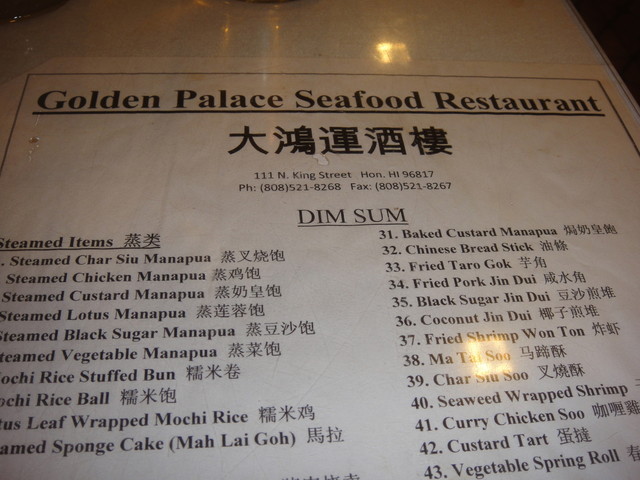 Golden Palace Seafood Restaurant
大鴻運酒樓
111 N. King Street Hon. HI 96817
Ph: (808)521-8268 Fax: (808)521-8267
DIM SUM
Steamed Items 蒸类
. Steamed Char Siu Manapua 蒸叉烧饱
Steamed Chicken Manapua 蒸鸡饱
Steamed Custard Manapua 蒸奶皇饱
Steamed Lotus Manapua 蒸莲蓉饱
Steamed Black Sugar Manapua 蒸豆沙饱
teamed Vegetable Manapua 蒸菜饱
ochi Rice Stuffed Bun 糯米卷
ochi Rice Ball 糯米饱
tus Leaf Wrapped Mochi Rice 糯米鸡
amed Sponge Cake (Mah Lai Goh) 馬拉
31. Baked Custard Manapua 焗奶皇飽
32. Chinese Bread Stick 油條
33. Fried Taro Gok 芋角
34. Fried Pork Jin Dui 咸水角
35. Black Sugar Jin Dui 豆沙煎堆
36. Coconut Jin Dui 椰子煎堆
37. Fried Shrimp Won Ton 炸虾
38. Ma Tai Soo 马蹄酥
39. Char Siu Soo 叉烧酥
40. Seaweed Wrapped Shrimp
41. Curry Chicken Soo 咖喱雞
42. Custard Tart 蛋撻
43. Vegetable Spring Roll 春